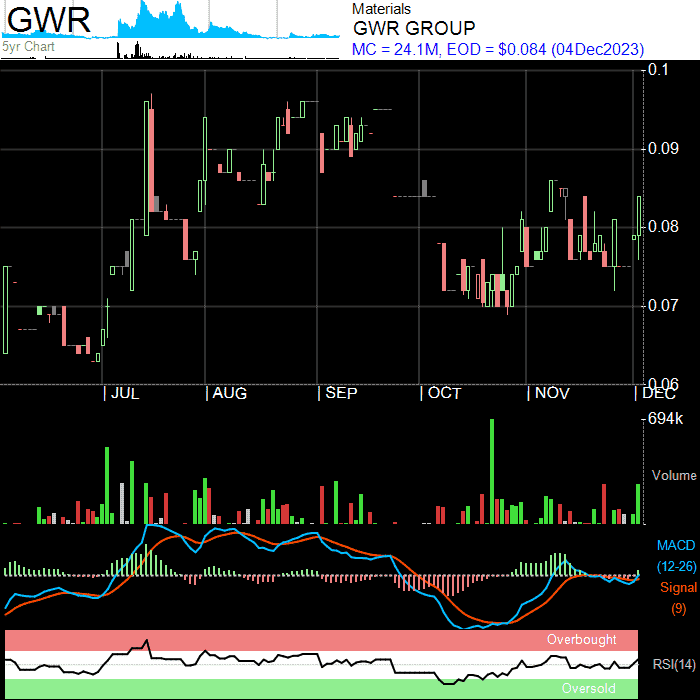 GWR
5yr Chart
Materials
GWR GROUP
MC = 24.1M, EOD = $0.084 (04Dec2023)
0.1
0.09
0.08
0.07
0.06
JUL AUG SEP OCT NOV DEC
694k
Volume
MACD
(12-26)
Signal
(9)
Overbought
RSI(14)
Oversold